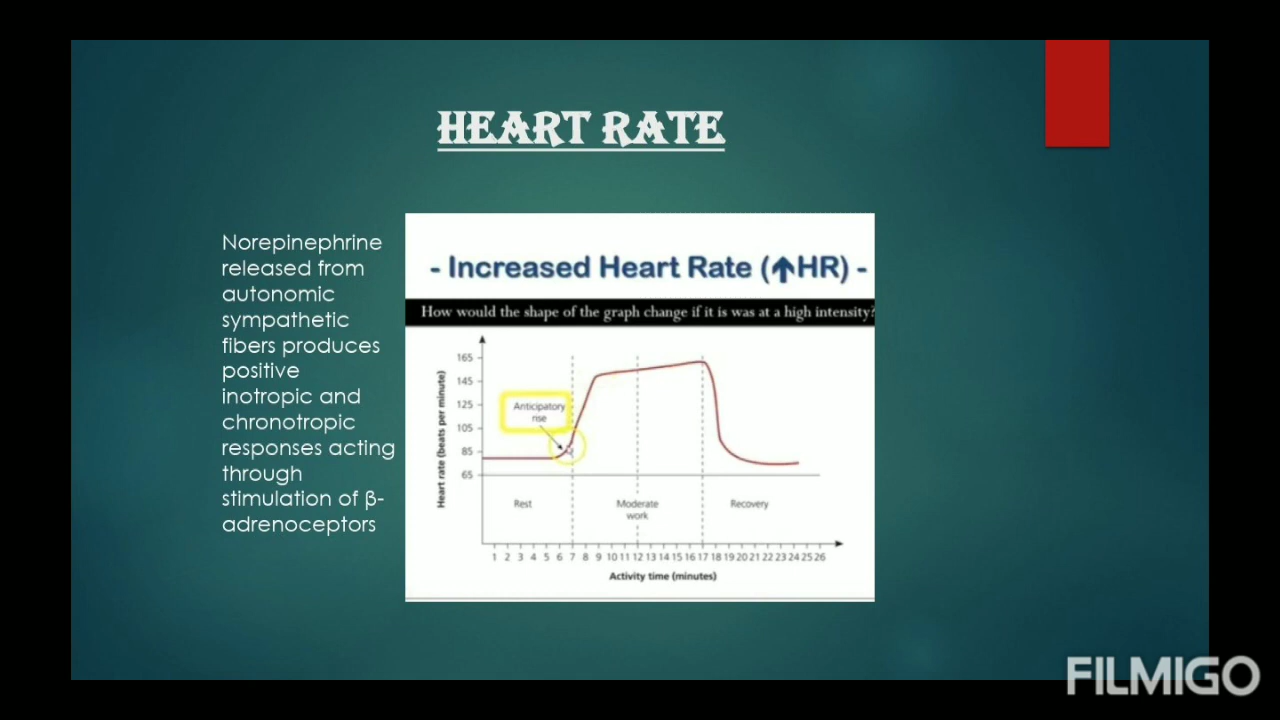 HEART RATE
Norepinephrine
released from
autonomic
sympathetic
fibers produces
positive
inotropic and
chronotropic
responses acting
through
stimulation of β-
adrenoceptors
- Increased Heart Rate (↑HR) -
How would the shape of the graph change if it is was at a high intensity?
Heart rate (beats per minute)
165
145
125
105
85
65
Anticipatory
rise
Rest
Moderate
work
Recovery
1 2 3 4 5 6 7 8 9 10 11 12 13 14 15 16 17 18 19 20 21 22 23 24 25 26
Activity time (minutes)
FILMIGO